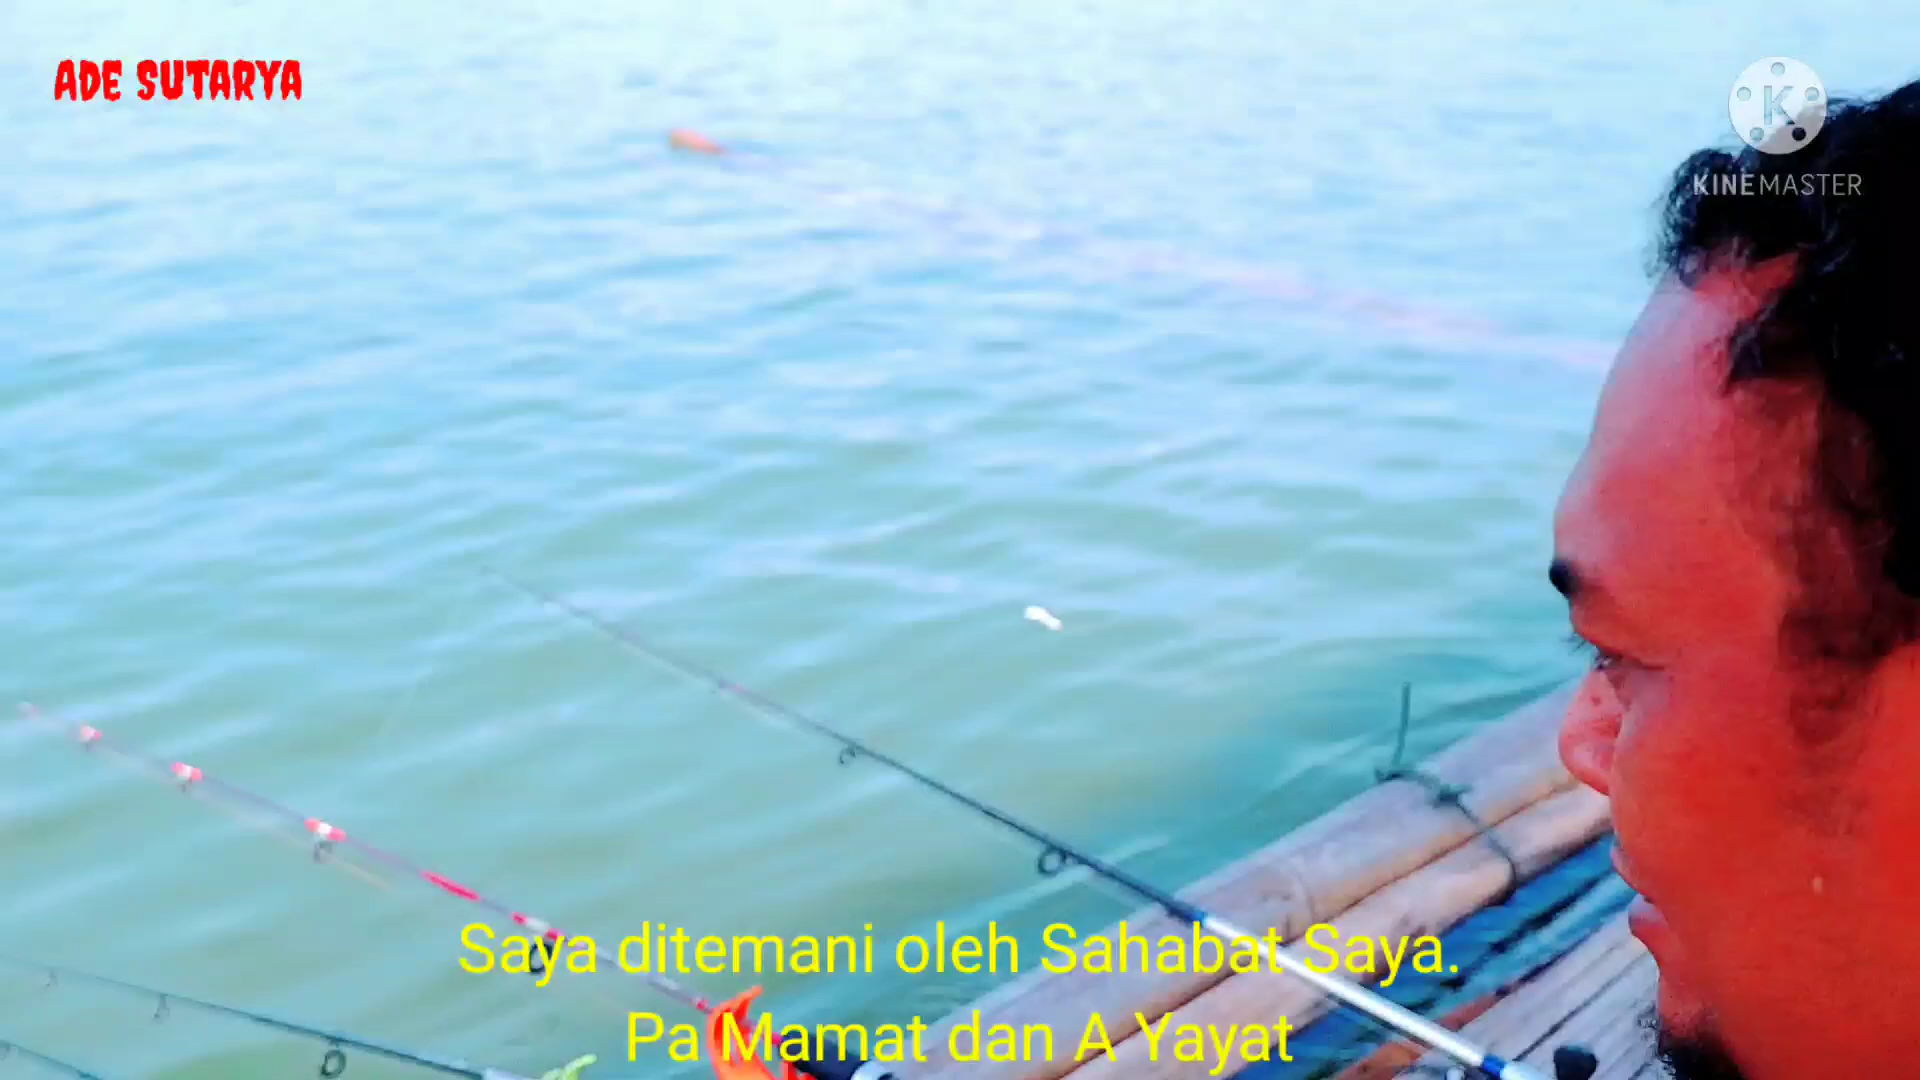 ADE SUTARYA
K
KINEMASTER
Saya ditemani oleh Sahabat Saya.
Pa Mamat dan A Yayat